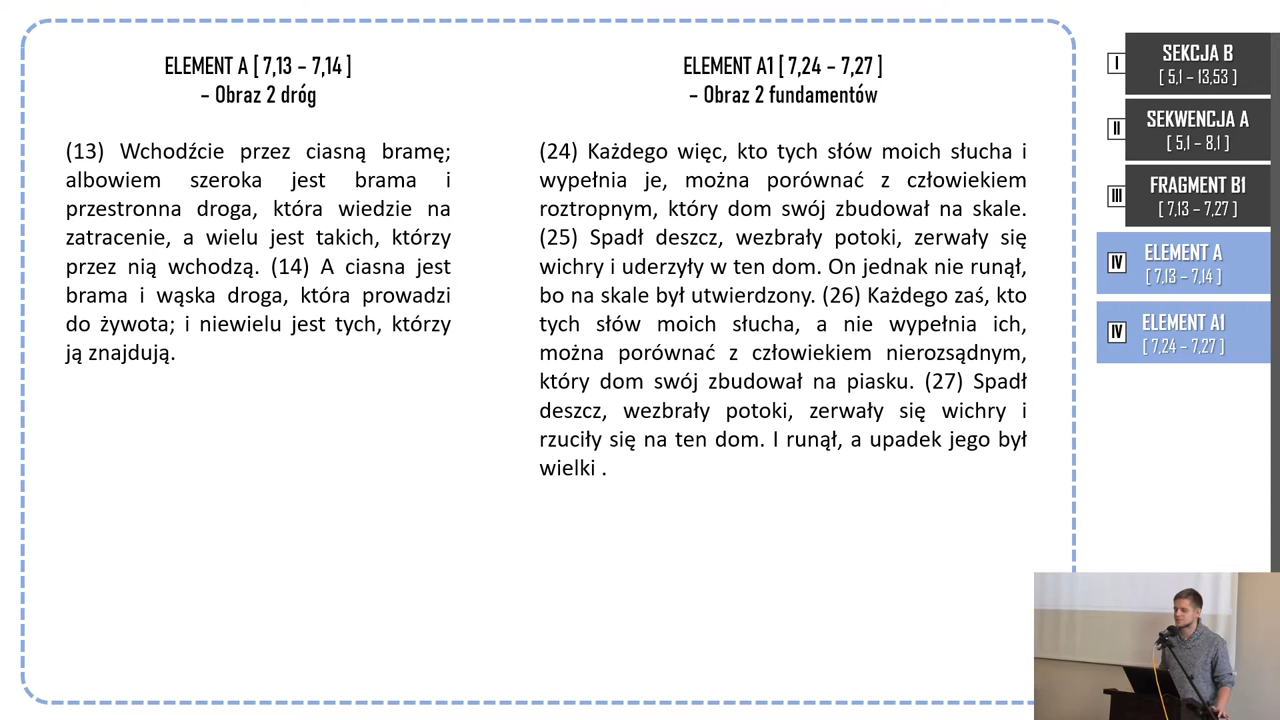 ELEMENT A [ 7,13 – 7,14 ]
– Obraz 2 dróg
(13) Wchodźcie przez ciasną bramę;
albowiem szeroka jest brama i
przestronna droga, która wiedzie na
zatracenie, a wielu jest takich, którzy
przez nią wchodzą. (14) A ciasna jest
brama i wąska droga, która prowadzi
do żywota; i niewielu jest tych, którzy
ją znajdują.
ELEMENT A1 [ 7,24 – 7,27 ]
– Obraz 2 fundamentów
(24) Każdego więc, kto tych słów moich słucha i
wypełnia je, można porównać z człowiekiem
roztropnym, który dom swój zbudował na skale.
(25) Spadł deszcz, wezbrały potoki, zerwały się
wichry i uderzyły w ten dom. On jednak nie runął,
bo na skale był utwierdzony. (26) Każdego zaś, kto
tych słów moich słucha, a nie wypełnia ich,
można porównać z człowiekiem nierozsądnym,
który dom swój zbudował na piasku. (27) Spadł
deszcz, wezbrały potoki, zerwały się wichry i
rzuciły się na ten dom. I runął, a upadek jego był
wielki .
I
SEKCJA B
[ 5,1 – 13,53 ]
II
SEKWENCJA A
[ 5,1 – 8,1 ]
III
FRAGMENT B1
[ 7,13 – 7,27 ]
IV
ELEMENT A
[ 7,13 – 7,14 ]
IV
ELEMENT A1
[ 7,24 – 7,27 ]